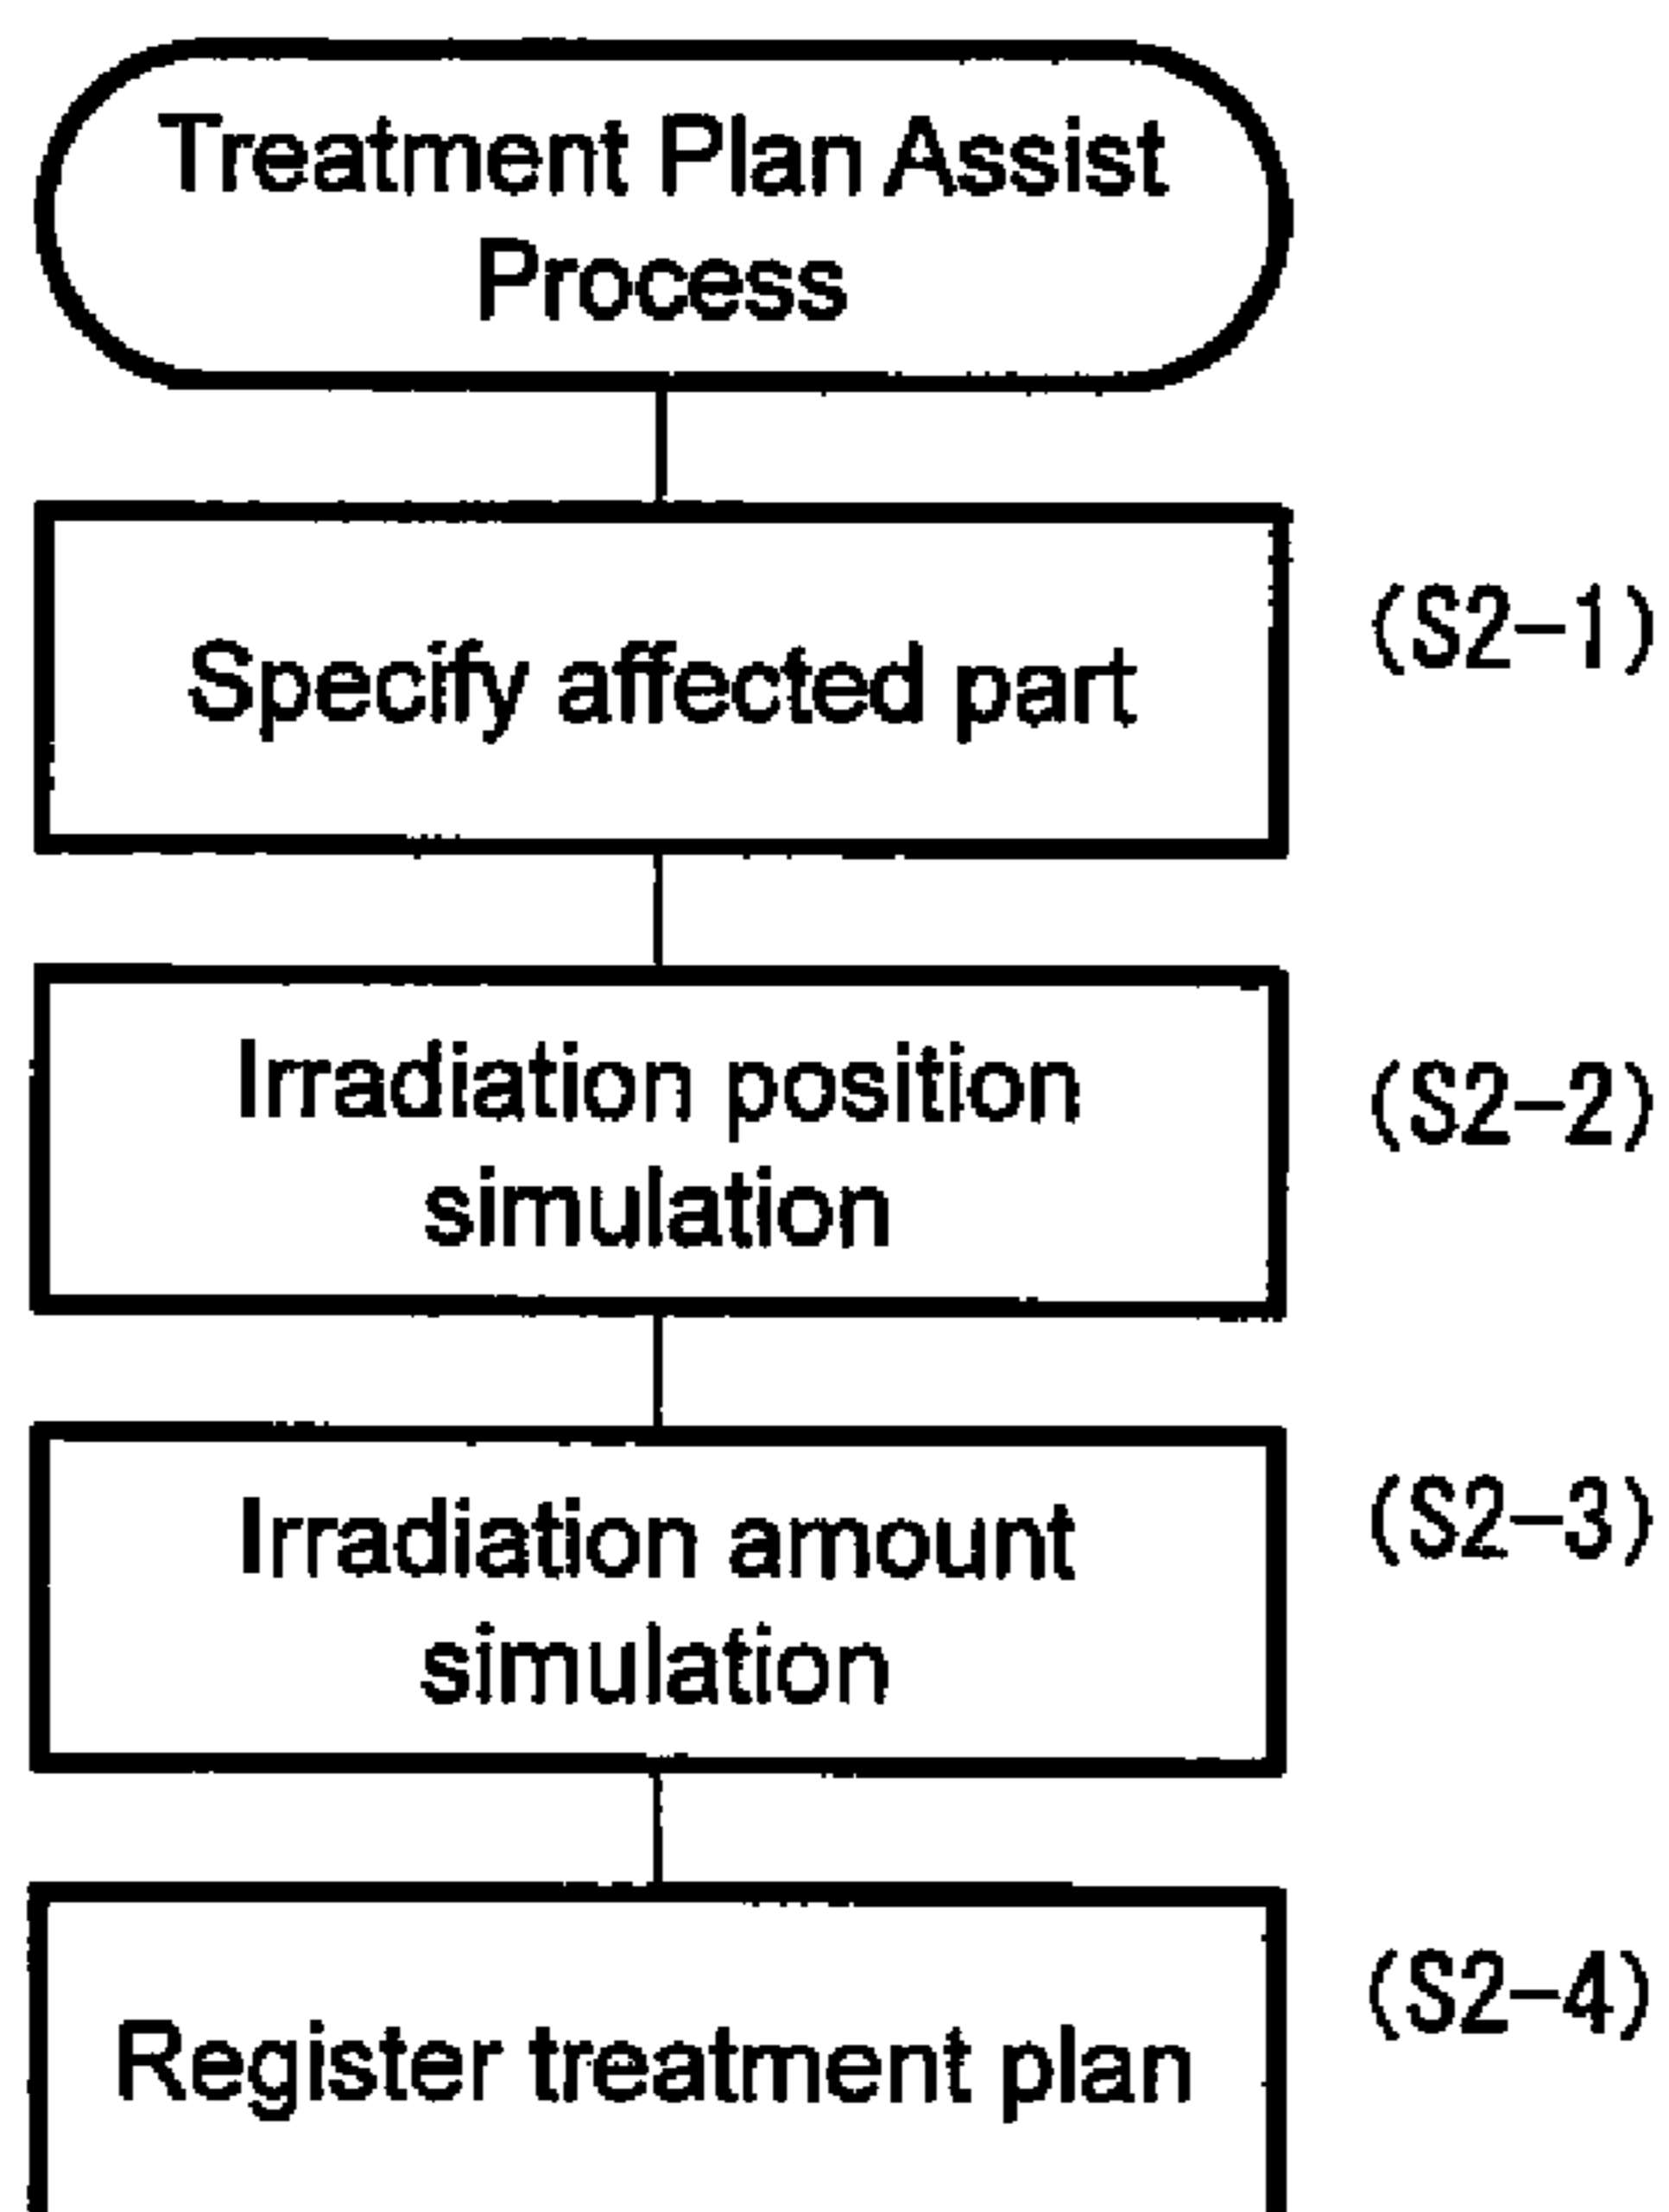 Treatment Plan Assist
Process
Specify affected part
(S2-1)
Irradiation position
simulation
(S2-2)
Irradiation amount
simulation
(S2-3)
Register treatment plan
(S2-4)